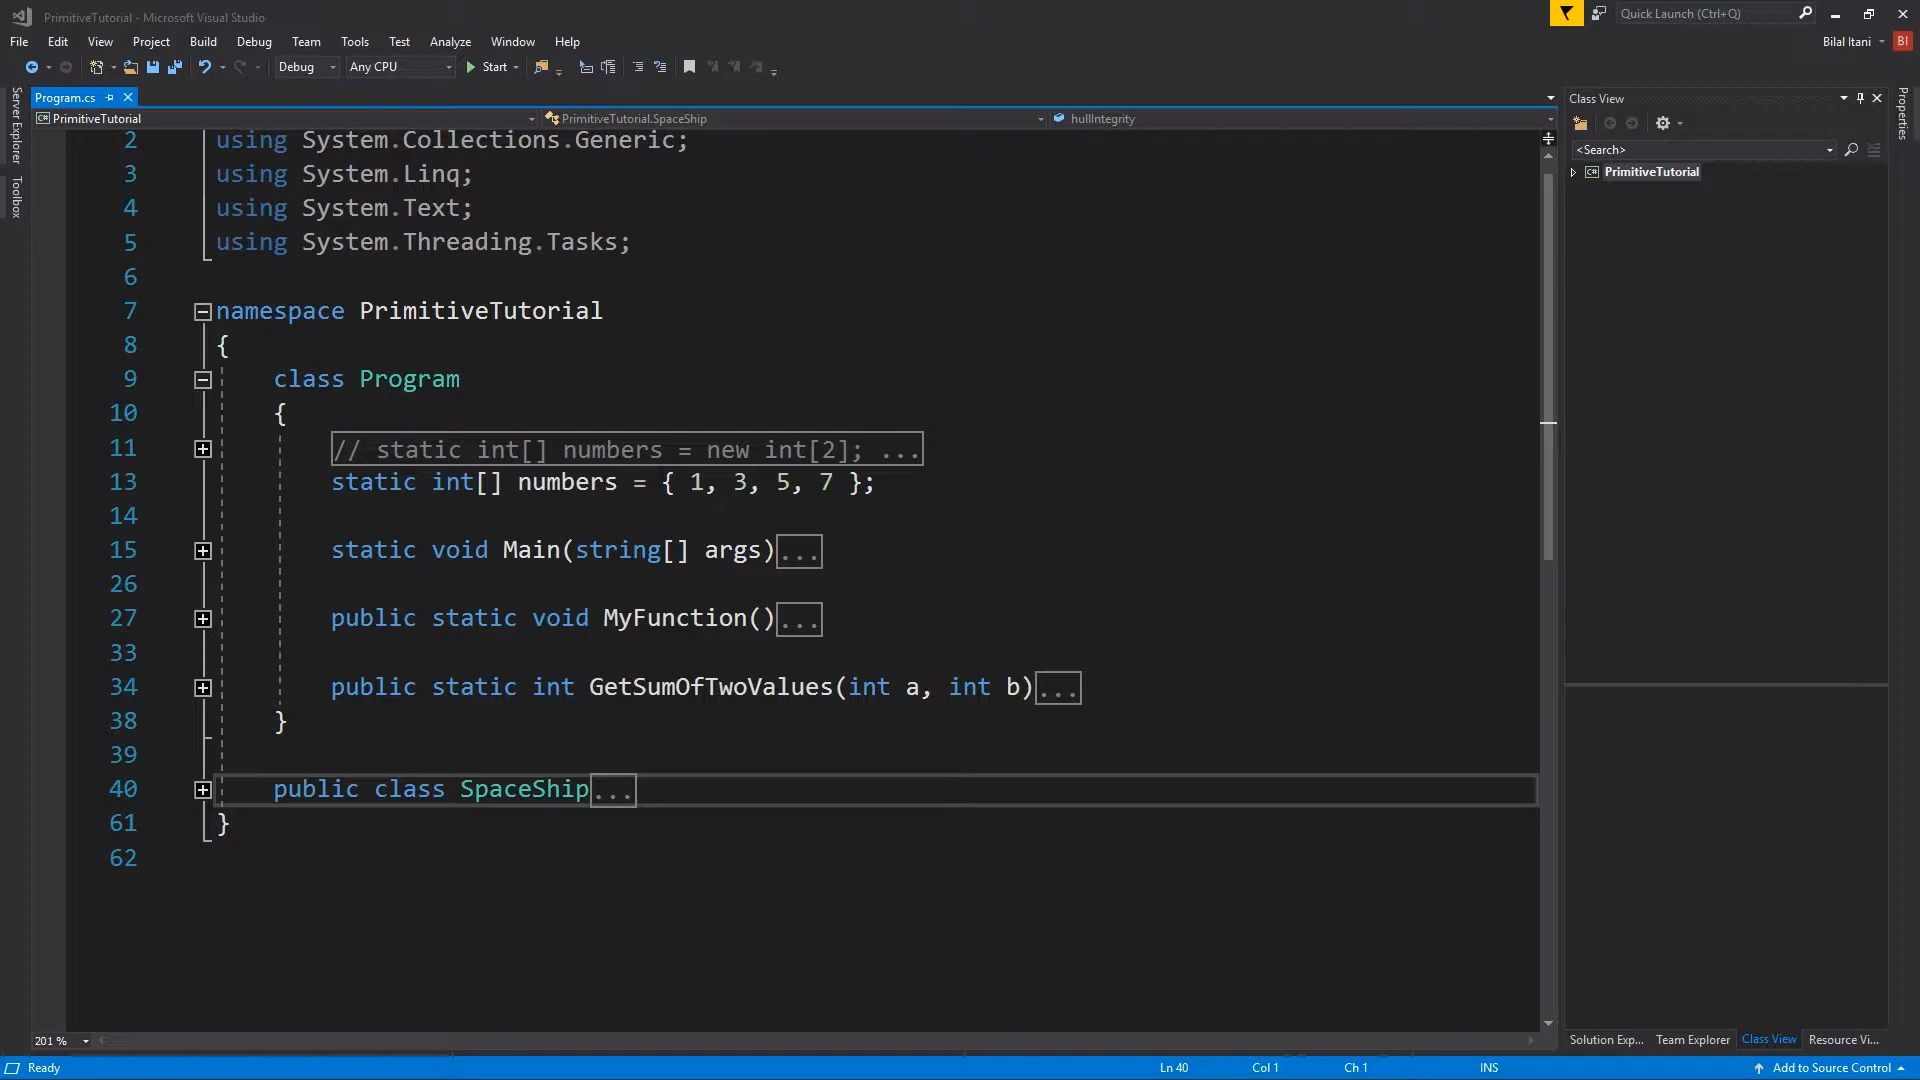 PrimitiveTutorial - Microsoft Visual Studio
Quick Launch (Ctrl+Q)
File Edit View Project Build Debug Team Tools Test Analyze Window Help
Bilal Itani BI
Debug Any CPU Start
Server Explorer
Toolbox
Program.cs
PrimitiveTutorial PrimitiveTutorial.SpaceShip hullIntegrity
2 using System.Collections.Generic;
3 using System.Linq;
4 using System.Text;
5 using System.Threading.Tasks;
6
7 namespace PrimitiveTutorial
8 {
9 class Program
10 {
11 // static int[] numbers = new int[2]; ...
13 static int[] numbers = { 1, 3, 5, 7 };
14
15 static void Main(string[] args)...
26
27 public static void MyFunction()...
33
34 public static int GetSumOfTwoValues(int a, int b)...
38 }
39
40 public class SpaceShip...
61 }
62
201 %
Class View
<Search>
C# PrimitiveTutorial
Properties
Solution Exp... Team Explorer Class View Resource Vi...
Ready Ln 40 Col 1 Ch 1 INS Add to Source Control